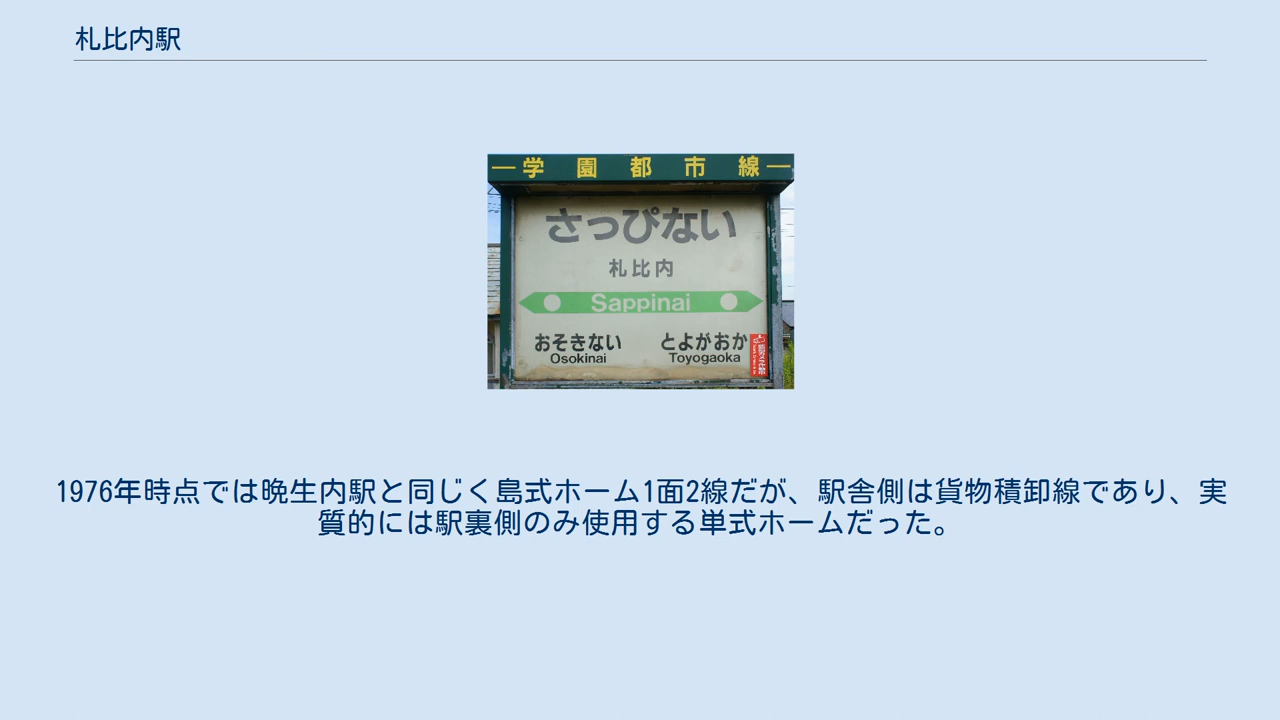 札比内駅
学園都市線
さっぴない
札比内
Sappinai
おそきない とよがおか
Osokinai Toyogaoka
1976年時点では晩生内駅と同じく島式ホーム1面2線だが、駅舎側は貨物積卸線であり、実
質的には駅裏側のみ使用する単式ホームだった。